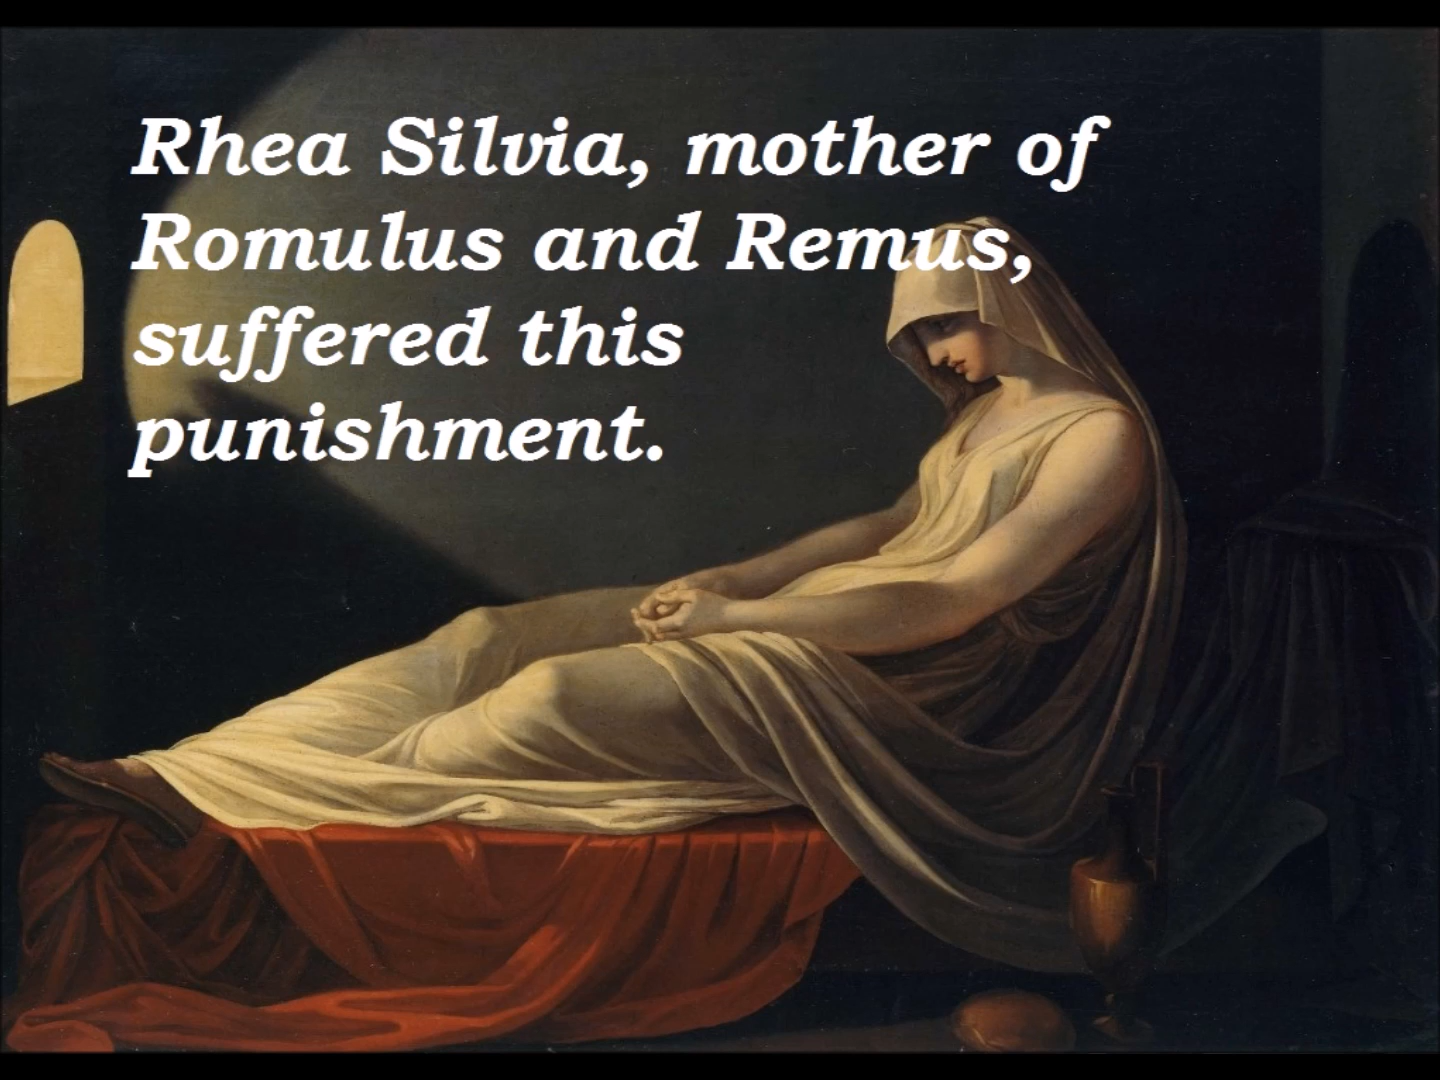 Rhea Silvia, mother of
Romulus and Remus,
suffered this
punishment.